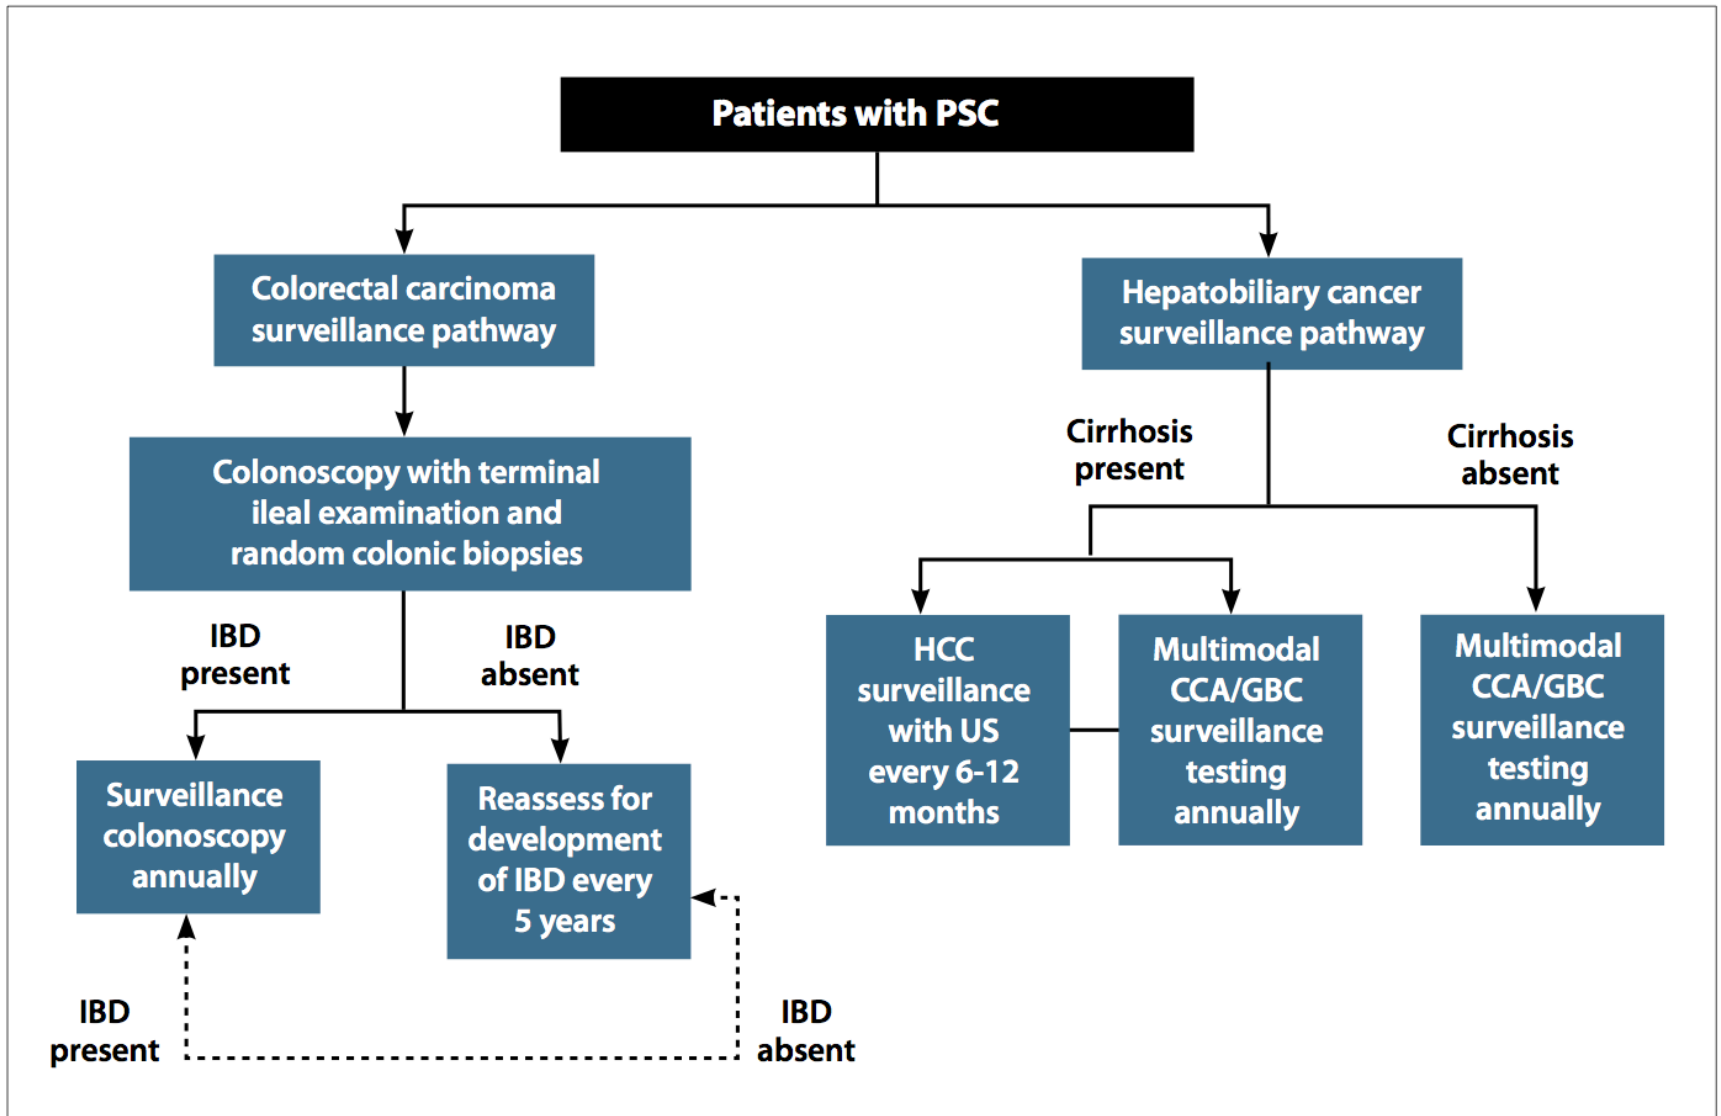 Patients with PSC
Colorectal carcinoma
surveillance pathway
Hepatobiliary cancer
surveillance pathway
Colonoscopy with terminal
ileal examination and
random colonic biopsies
Cirrhosis
present
Cirrhosis
absent
IBD
present
IBD
absent
Surveillance
colonoscopy
annually
Reassess for
development
of IBD every
5 years
HCC
surveillance
with US
every 6-12
months
Multimodal
CCA/GBC
surveillance
testing
annually
Multimodal
CCA/GBC
surveillance
testing
annually
IBD
present
IBD
absent